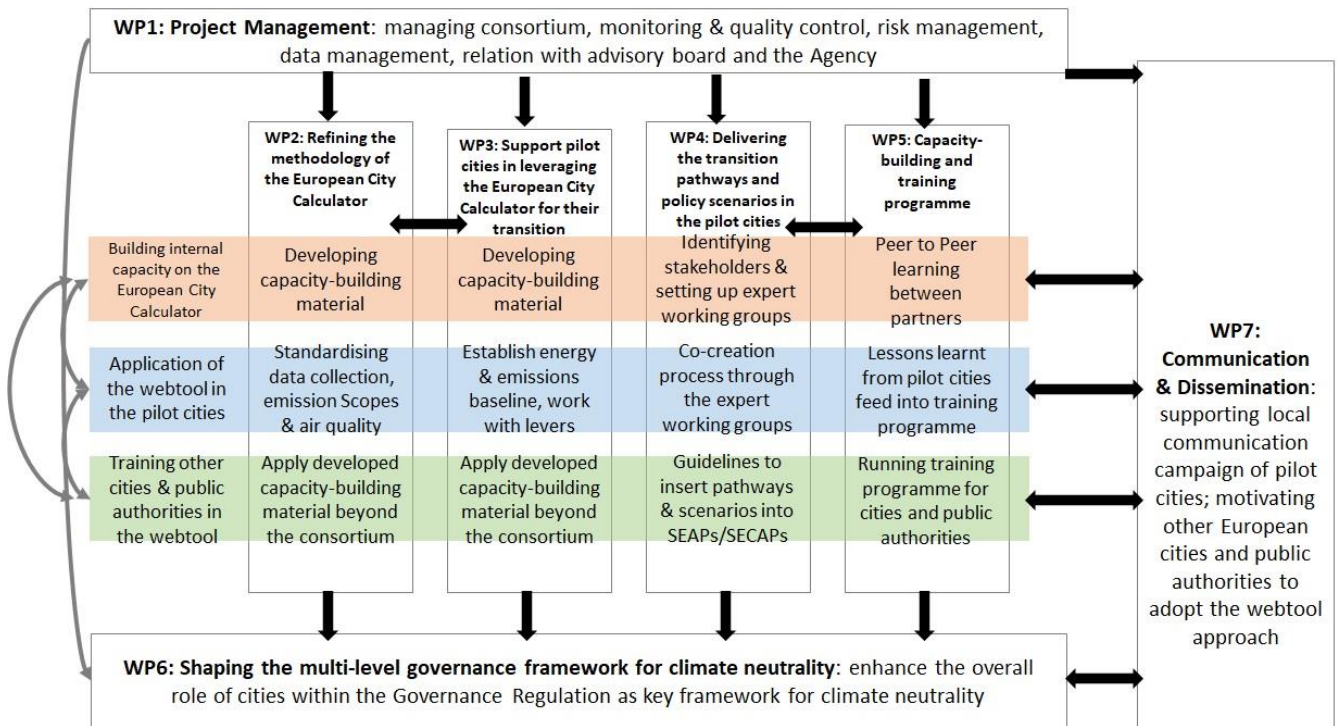 WP1: Project Management: managing consortium, monitoring & quality control, risk management,
data management, relation with advisory board and the Agency
WP2: Refining the
methodology of
the European City
Calculator
WP3: Support pilot
cities in leveraging
the European City
Calculator for their
transition
WP4: Delivering
the transition
pathways and
policy scenarios in
the pilot cities
WP5: Capacity-
building and
training
programme
Building internal
capacity on the
European City
Calculator
Developing
capacity-building
material
Developing
capacity-building
material
Identifying
stakeholders &
setting up expert
working groups
Peer to Peer
learning
between
partners
Application of
the webtool in
the pilot cities
Standardising
data collection,
emission Scopes
& air quality
Establish energy
& emissions
baseline, work
with levers
Co-creation
process through
the expert
working groups
Lessons learnt
from pilot cities
feed into training
programme
Training other
cities & public
authorities in
the webtool
Apply developed
capacity-building
material beyond
the consortium
Apply developed
capacity-building
material beyond
the consortium
Guidelines to
insert pathways
& scenarios into
SEAPs/SECAPs
Running training
programme for
cities and public
authorities
WP6: Shaping the multi-level governance framework for climate neutrality: enhance the overall
role of cities within the Governance Regulation as key framework for climate neutrality
WP7:
Communication
& Dissemination:
supporting local
communication
campaign of pilot
cities; motivating
other European
cities and public
authorities to
adopt the webtool
approach